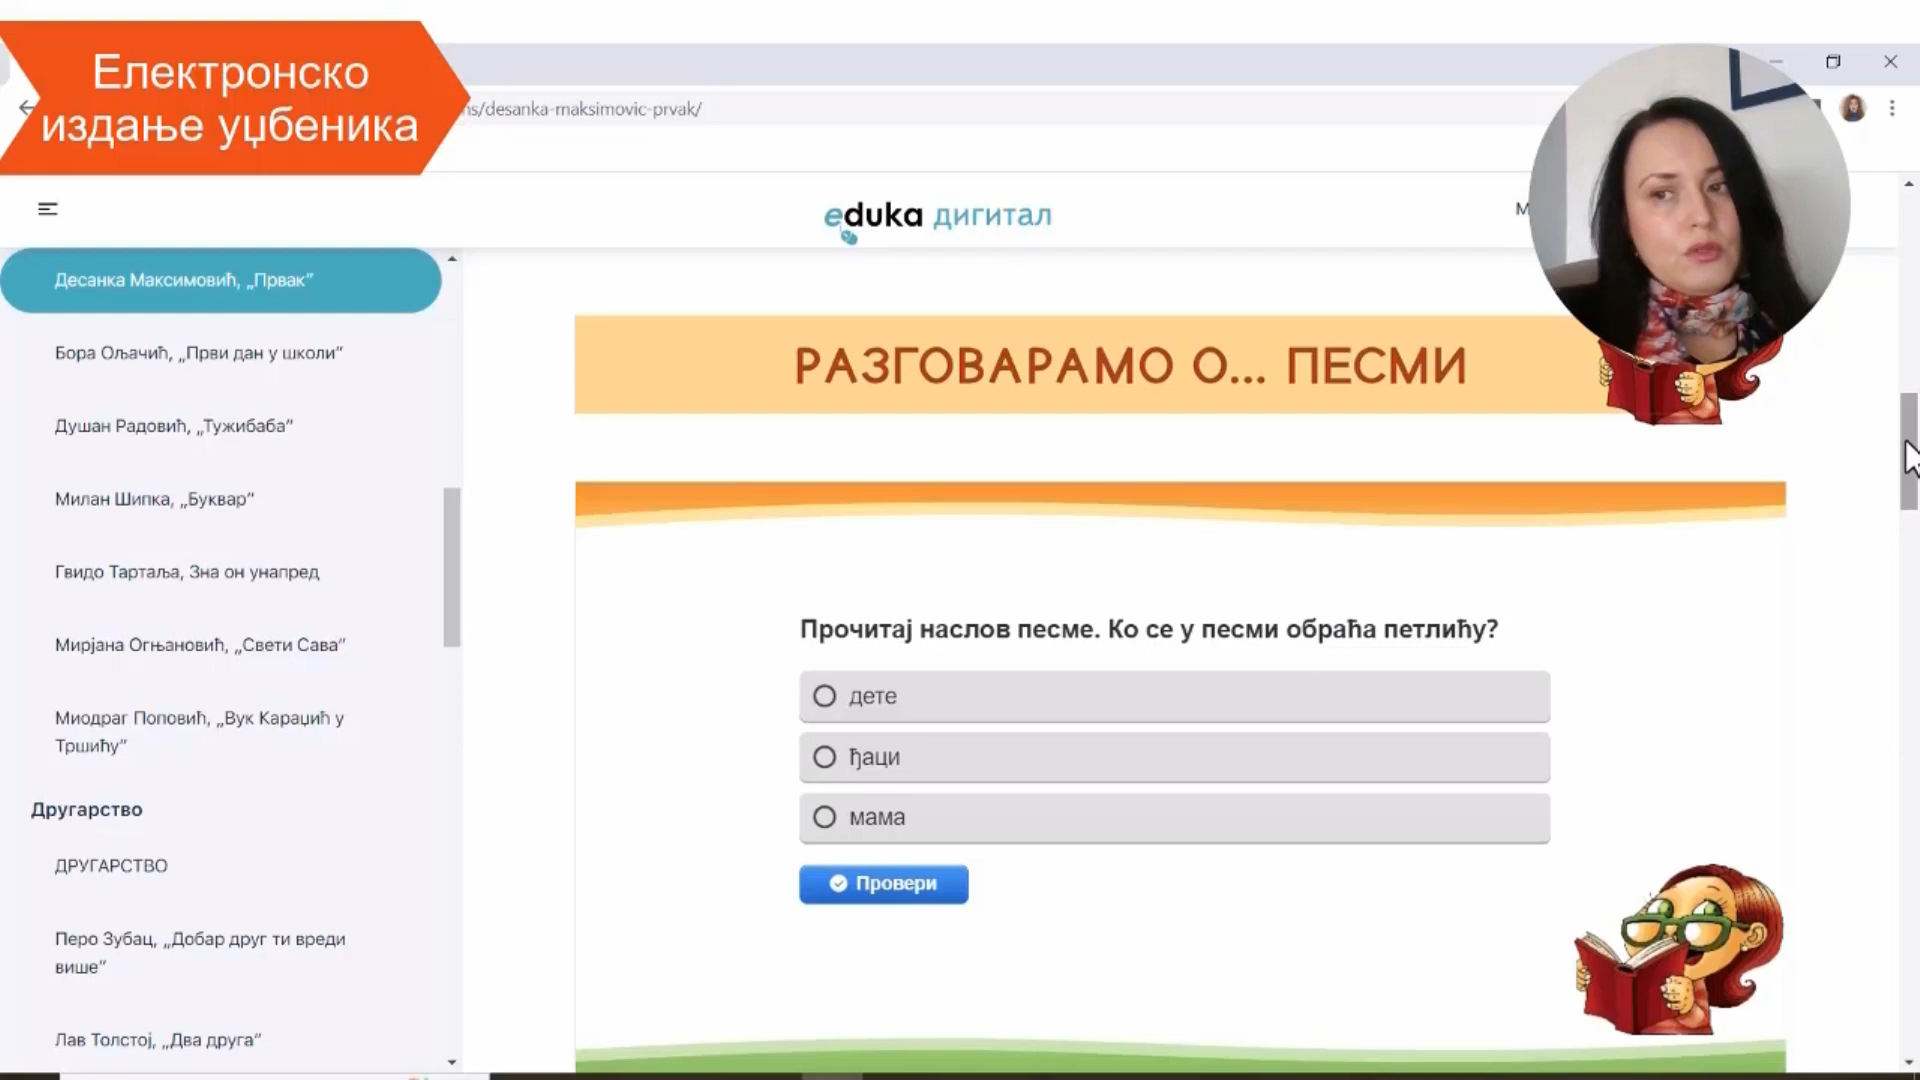 Електронско
издање уџбеника
ns/desanka-maksimovic-prvak/
eduka дигитал
М
Десанка Максимовић, „Првак”
Бора Ољачић, „Први дан у школи”
Душан Радовић, „Тужибаба”
Милан Шипка, „Буквар”
Гвидо Тартаља, Зна он унапред
Мирјана Огњановић, „Свети Сава”
Миодраг Поповић, „Вук Караџић у
Тршићу”
Другарство
ДРУГАРСТВО
Перо Зубац, „Добар друг ти вреди
више”
Лав Толстој, „Два друга”
РАЗГОВАРАМО О... ПЕСМИ
Прочитај наслов песме. Ко се у песми обраћа петлићу?
дете
ђаци
мама
Провери